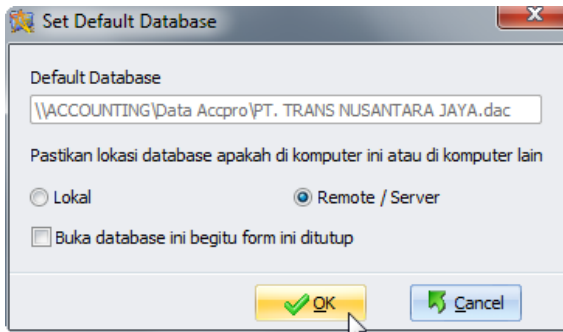 Set Default Database
Default Database
\\ACCOUNTING\Data Accpro\PT. TRANS NUSANTARA JAYA.dac
Pastikan lokasi database apakah di komputer ini atau di komputer lain
Lokal
Remote / Server
Buka database ini begitu form ini ditutup
OK
Cancel